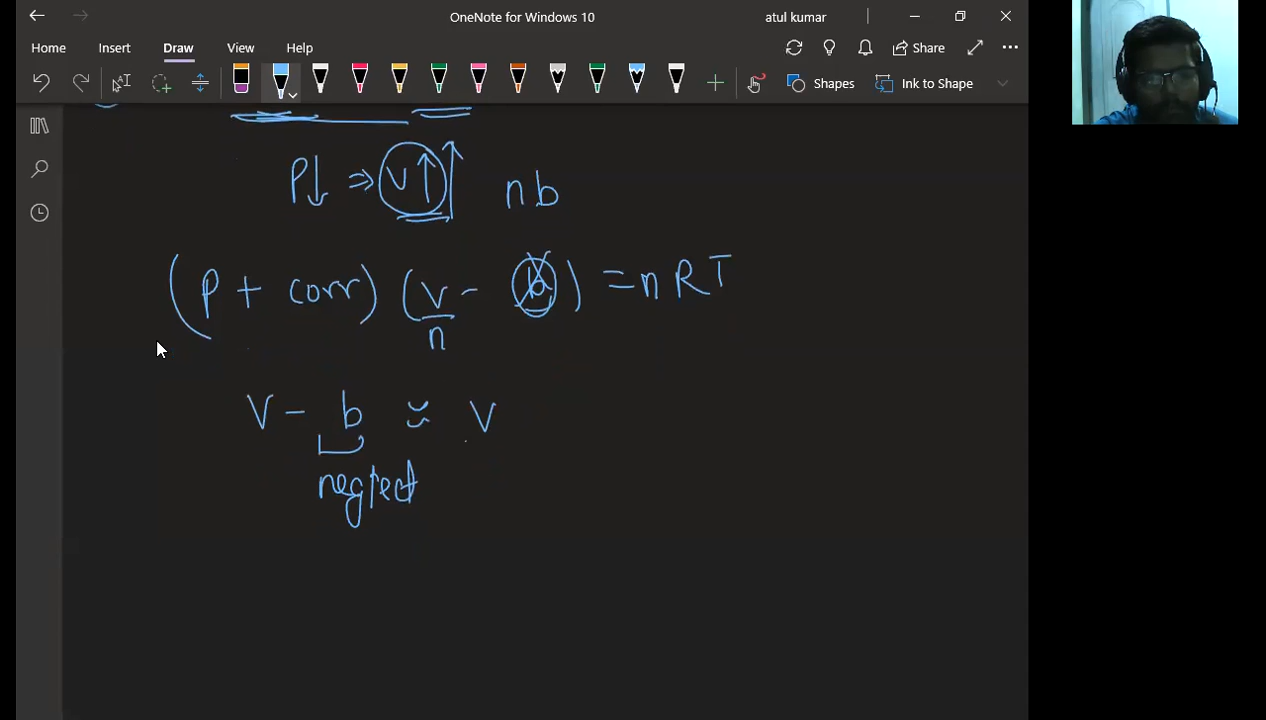 OneNote for Windows 10
atul kumar
Home Insert Draw View Help
Share
Shapes
Ink to Shape
P↓ ⇒ V↑ ↑ nb
(P + corr) (V/n - b) = nRT
V - b ≈ V
neglect